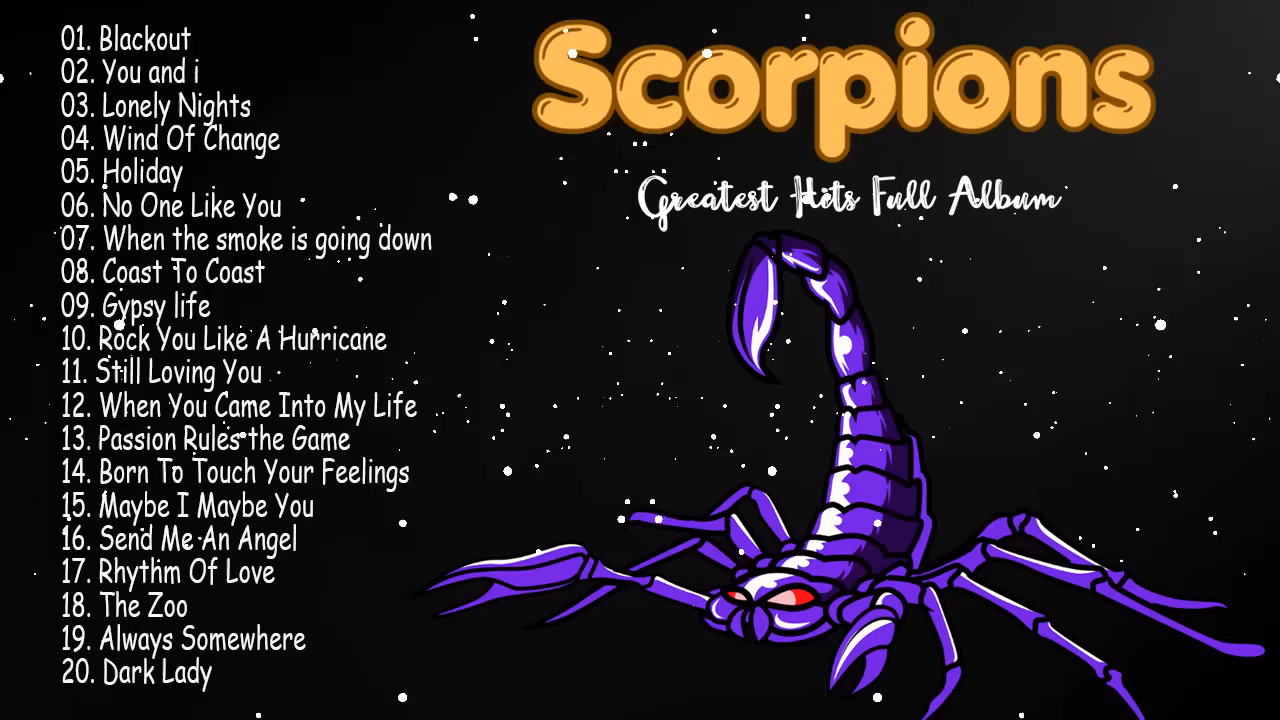 01. Blackout
02. You and i
03. Lonely Nights
04. Wind Of Change
05. Holiday
06. No One Like You
07. When the smoke is going down
08. Coast To Coast
09. Gypsy life
10. Rock You Like A Hurricane
11. Still Loving You
12. When You Came Into My Life
13. Passion Rules the Game
14. Born To Touch Your Feelings
15. Maybe I Maybe You
16. Send Me An Angel
17. Rhythm Of Love
18. The Zoo
19. Always Somewhere
20. Dark Lady
Scorpions
Greatest Hits Full Album